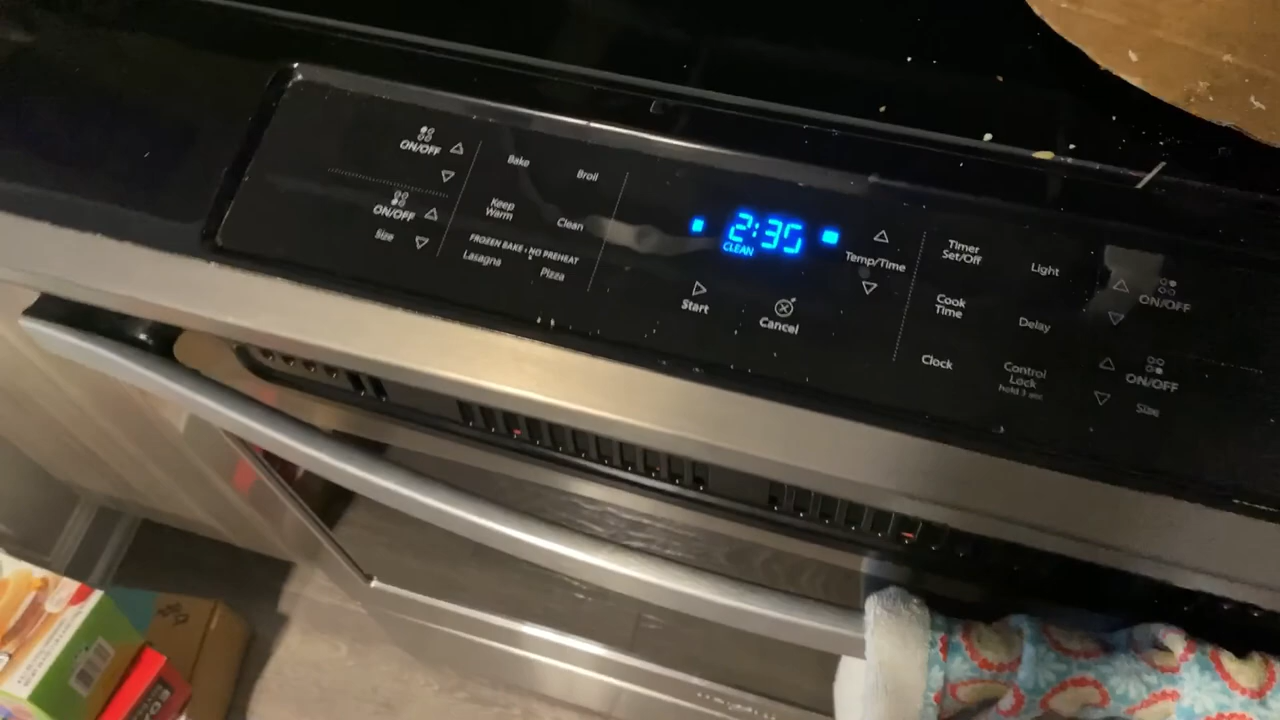 ON/OFF
ON/OFF
Size
Bake
Broil
Keep
Warm
Clean
FROZEN BAKE • NO PREHEAT
Lasagna
Pizza
2:35
CLEAN
Start
Cancel
Temp/Time
Timer
Set/Off
Light
Cook
Time
Delay
Clock
Control
Lock
hold 3 sec
ON/OFF
ON/OFF
Size